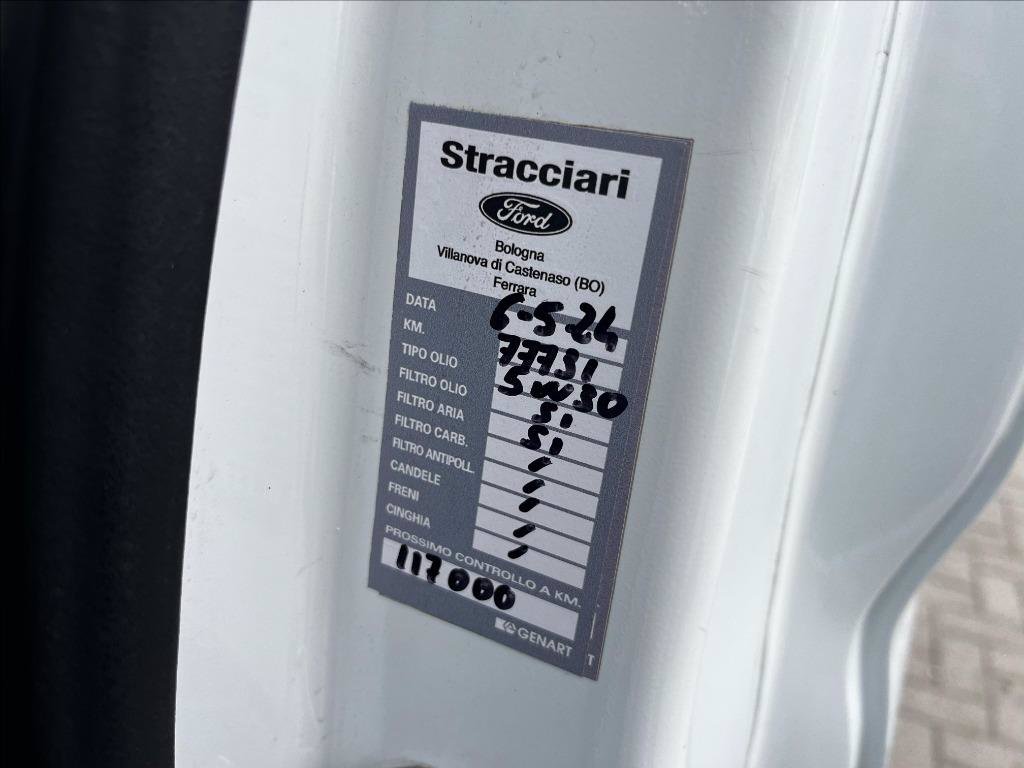 Stracciari
Ford
Bologna
Villanova di Castenaso (BO)
Ferrara
DATA 6-5-24
KM. 77731
TIPO OLIO 5W30
FILTRO OLIO Si
FILTRO ARIA Si
FILTRO CARB. /
FILTRO ANTIPOLL. /
CANDELE /
FRENI /
CINGHIA /
PROSSIMO CONTROLLO A KM.
117000
GENART
T